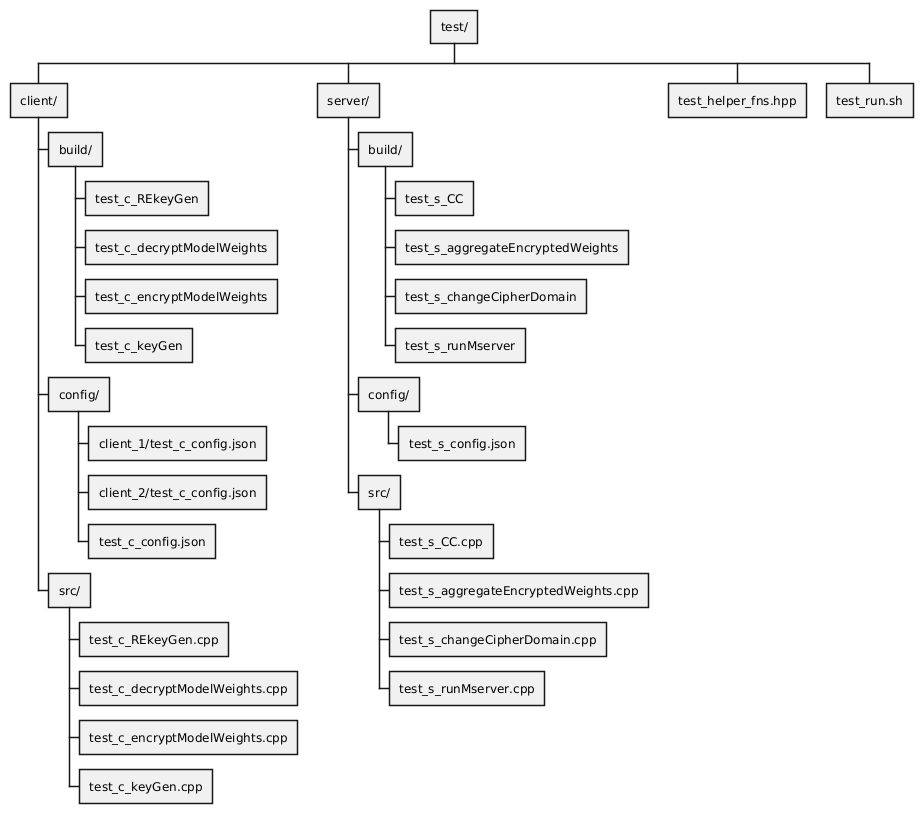 test/
client/
build/
test_c_REkeyGen
test_c_decryptModelWeights
test_c_encryptModelWeights
test_c_keyGen
config/
client_1/test_c_config.json
client_2/test_c_config.json
test_c_config.json
src/
test_c_REkeyGen.cpp
test_c_decryptModelWeights.cpp
test_c_encryptModelWeights.cpp
test_c_keyGen.cpp
server/
build/
test_s_CC
test_s_aggregateEncryptedWeights
test_s_changeCipherDomain
test_s_runMserver
config/
test_s_config.json
src/
test_s_CC.cpp
test_s_aggregateEncryptedWeights.cpp
test_s_changeCipherDomain.cpp
test_s_runMserver.cpp
test_helper_fns.hpp
test_run.sh